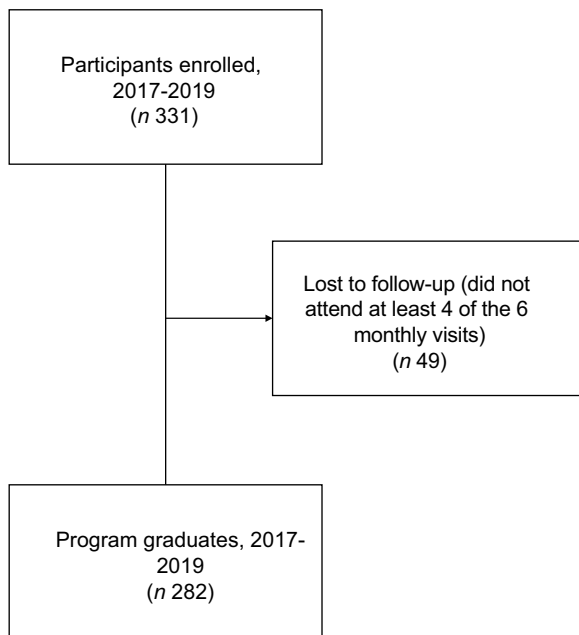 Participants enrolled,
2017-2019
(n 331)
Lost to follow-up (did not
attend at least 4 of the 6
monthly visits)
(n 49)
Program graduates, 2017-
2019
(n 282)